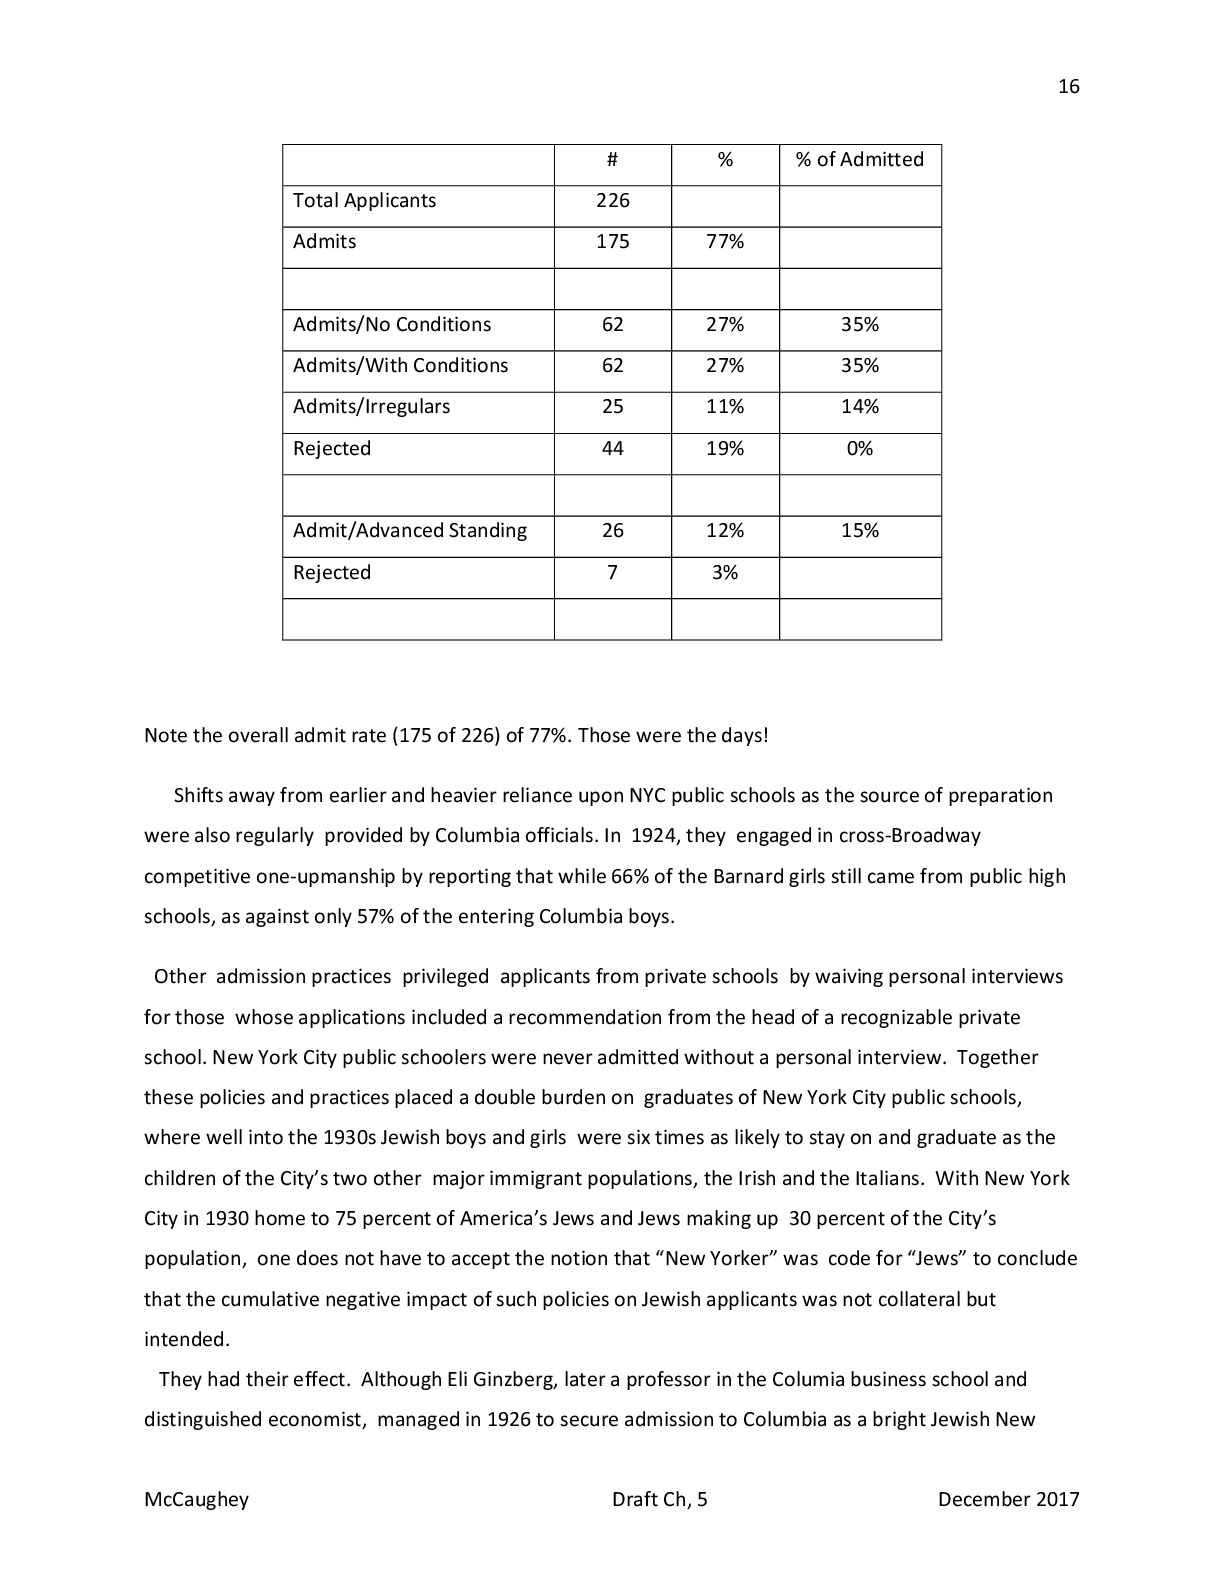 16
# % % of Admitted
Total Applicants 226
Admits 175 77%
Admits/No Conditions 62 27% 35%
Admits/With Conditions 62 27% 35%
Admits/Irregulars 25 11% 14%
Rejected 44 19% 0%
Admit/Advanced Standing 26 12% 15%
Rejected 7 3%
Note the overall admit rate (175 of 226) of 77%. Those were the days!
Shifts away from earlier and heavier reliance upon NYC public schools as the source of preparation
were also regularly provided by Columbia officials. In 1924, they engaged in cross-Broadway
competitive one-upmanship by reporting that while 66% of the Barnard girls still came from public high
schools, as against only 57% of the entering Columbia boys.
Other admission practices privileged applicants from private schools by waiving personal interviews
for those whose applications included a recommendation from the head of a recognizable private
school. New York City public schoolers were never admitted without a personal interview. Together
these policies and practices placed a double burden on graduates of New York City public schools,
where well into the 1930s Jewish boys and girls were six times as likely to stay on and graduate as the
children of the City’s two other major immigrant populations, the Irish and the Italians. With New York
City in 1930 home to 75 percent of America’s Jews and Jews making up 30 percent of the City’s
population, one does not have to accept the notion that “New Yorker” was code for “Jews” to conclude
that the cumulative negative impact of such policies on Jewish applicants was not collateral but
intended.
They had their effect. Although Eli Ginzberg, later a professor in the Columia business school and
distinguished economist, managed in 1926 to secure admission to Columbia as a bright Jewish New
McCaughey Draft Ch, 5 December 2017